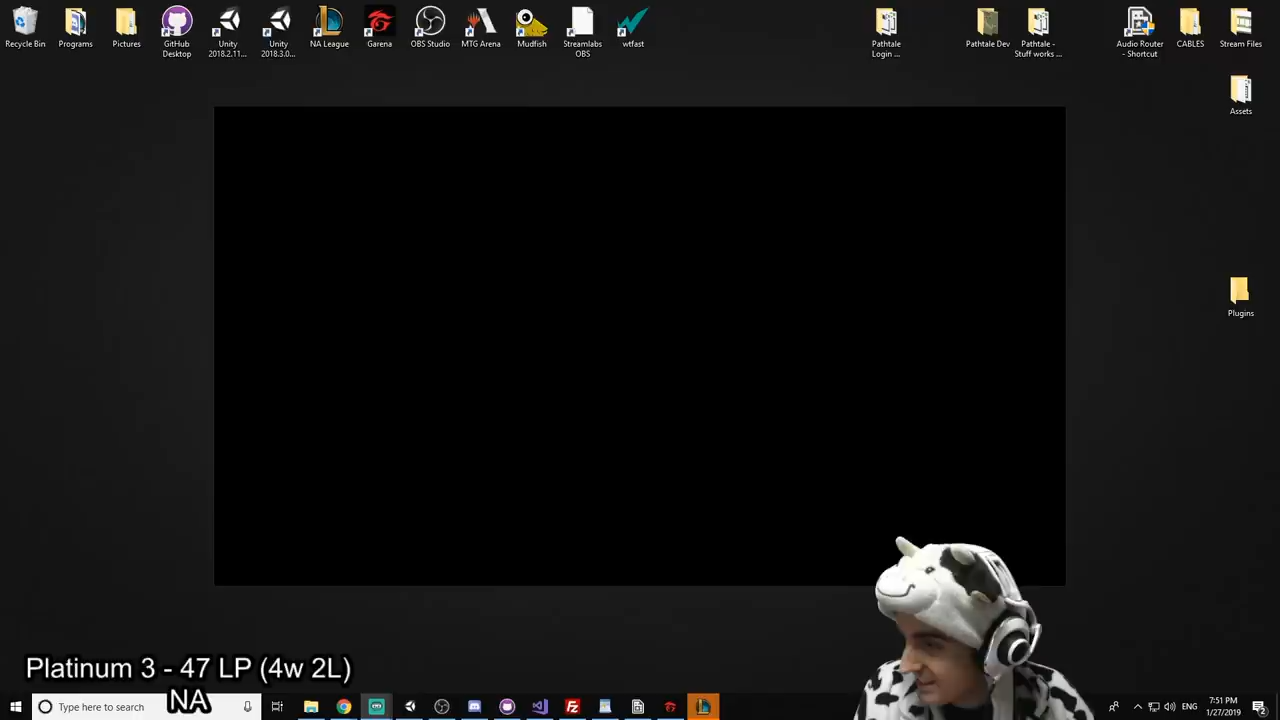 Recycle Bin
Programs
Pictures
GitHub
Desktop
Unity
2018.2.11...
Unity
2018.3.0...
NA League
Garena
OBS Studio
MTG Arena
Mudfish
Streamlabs
OBS
wtfast
Pathtale
Login ...
Pathtale Dev
Pathtale -
Stuff works ...
Audio Router
- Shortcut
CABLES
Stream Files
Assets
Plugins
Platinum 3 - 47 LP (4w 2L)
NA
Type here to search
ENG
7:51 PM
1/27/2019
2